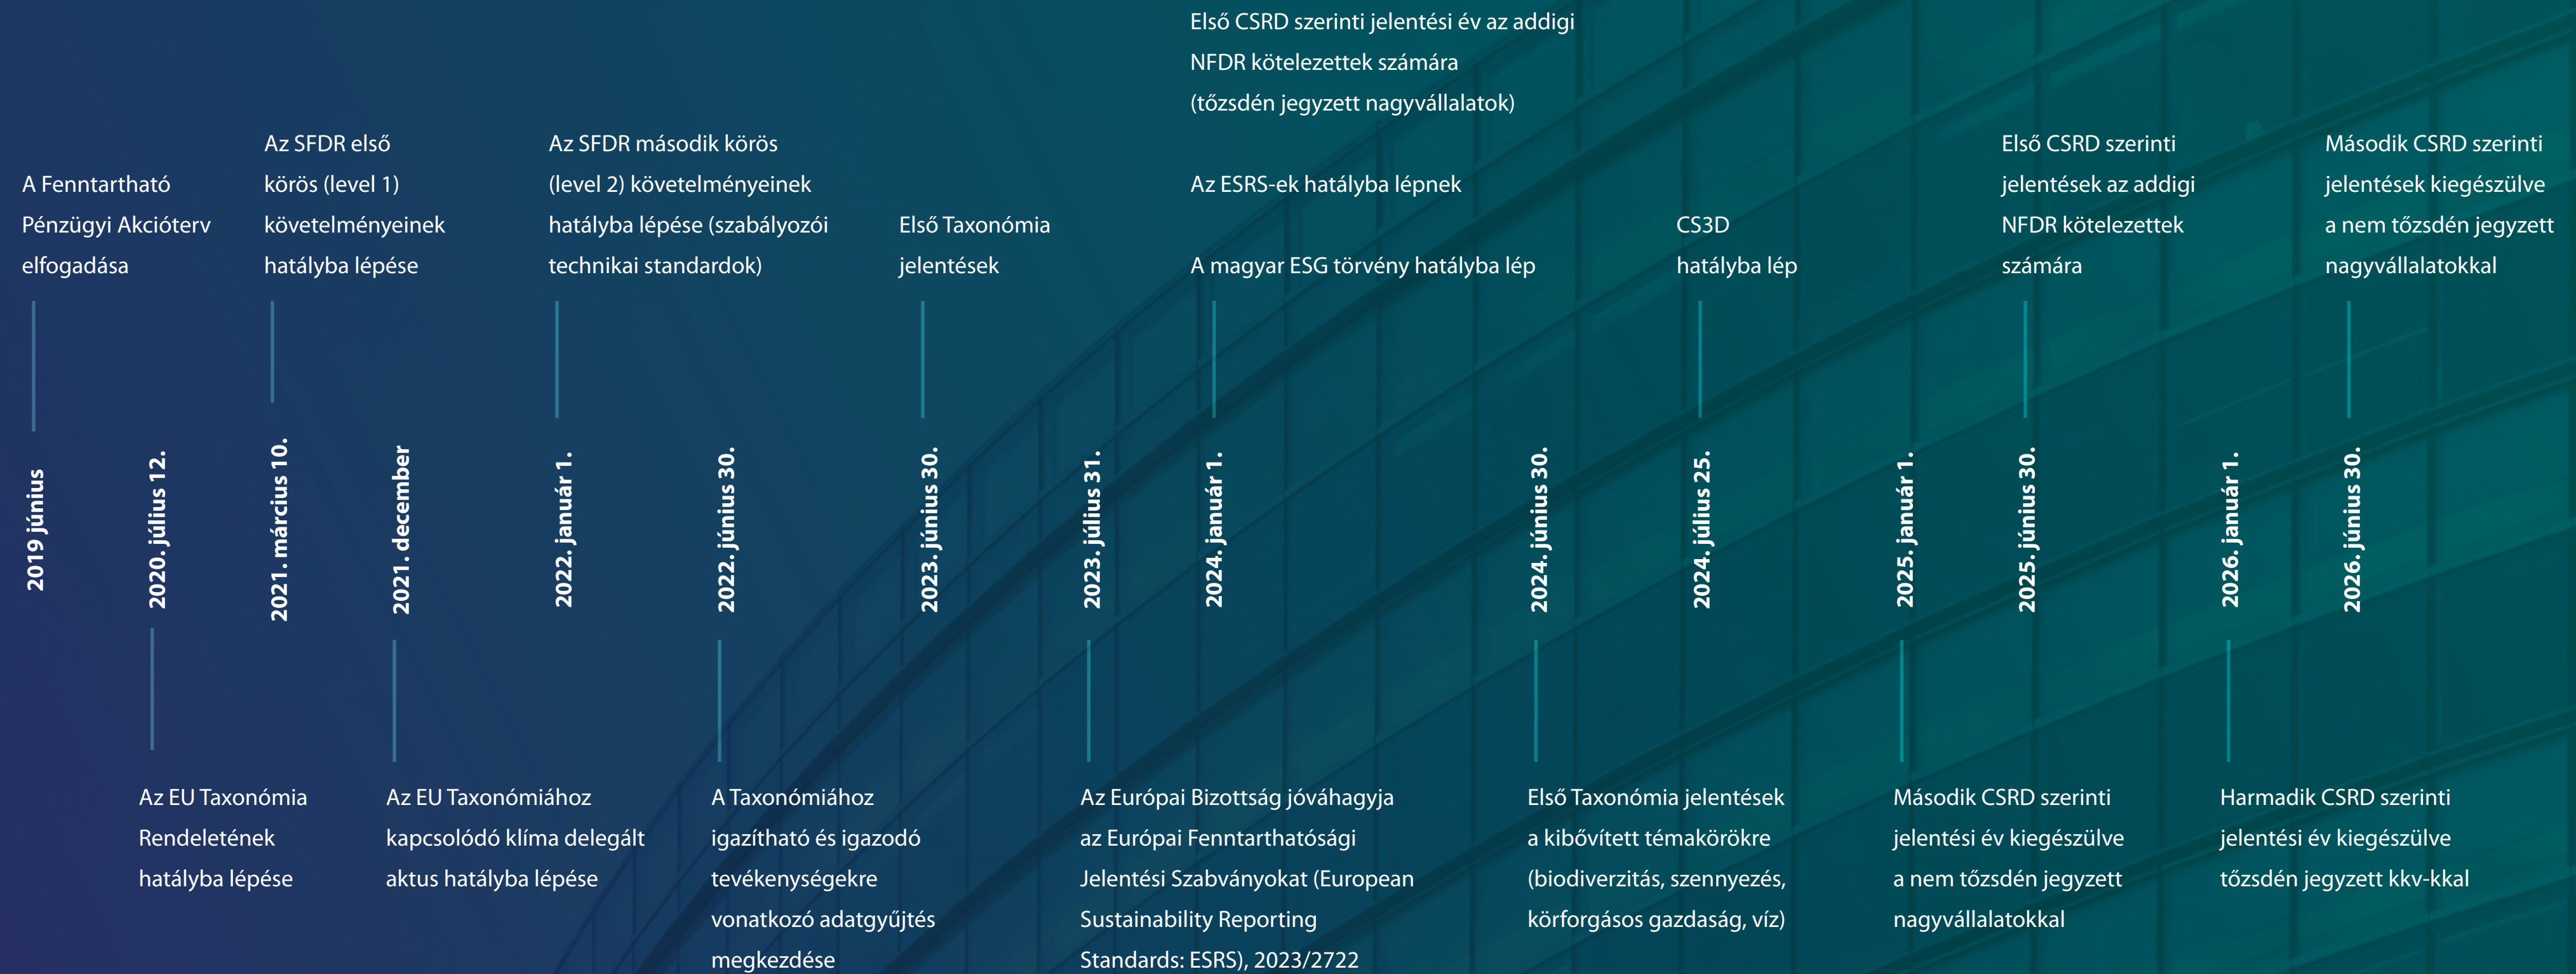 Első CSRD szerinti jelentési év az addigi
NFDR kötelezettek számára
(tőzsdén jegyzett nagyvállalatok)
Az ESRS-ek hatályba lépnek
A magyar ESG törvény hatályba lép
A Fenntartható
Pénzügyi Akcióterv
elfogadása
Az SFDR első
körös (level 1)
követelményeinek
hatályba lépése
Az SFDR második körös
(level 2) követelményeinek
hatályba lépése (szabályozói
technikai standardok)
Első Taxonómia
jelentések
CS3D
hatályba lép
Első CSRD szerinti
jelentések az addigi
NFDR kötelezettek
számára
Második CSRD szerinti
jelentések kiegészülve
a nem tőzsdén jegyzett
nagyvállalatokkal
2019 június
2020. július 12.
2021. március 10.
2021. december
2022. január 1.
2022. június 30.
2023. június 30.
2023. július 31.
2024. január 1.
2024. június 30.
2024. július 25.
2025. január 1.
2025. június 30.
2026. január 1.
2026. június 30.
Az EU Taxonómia
Rendeletének
hatályba lépése
Az EU Taxonómiához
kapcsolódó klíma delegált
aktus hatályba lépése
A Taxonómiához
igazítható és igazodó
tevékenységekre
vonatkozó adatgyűjtés
megkezdése
Az Európai Bizottság jóváhagyja
az Európai Fenntarthatósági
Jelentési Szabványokat (European
Sustainability Reporting
Standards: ESRS), 2023/2722
Első Taxonómia jelentések
a kibővített témakörökre
(biodiverzitás, szennyezés,
körforgásos gazdaság, víz)
Második CSRD szerinti
jelentési év kiegészülve
a nem tőzsdén jegyzett
nagyvállalatokkal
Harmadik CSRD szerinti
jelentési év kiegészülve
tőzsdén jegyzett kkv-kkal